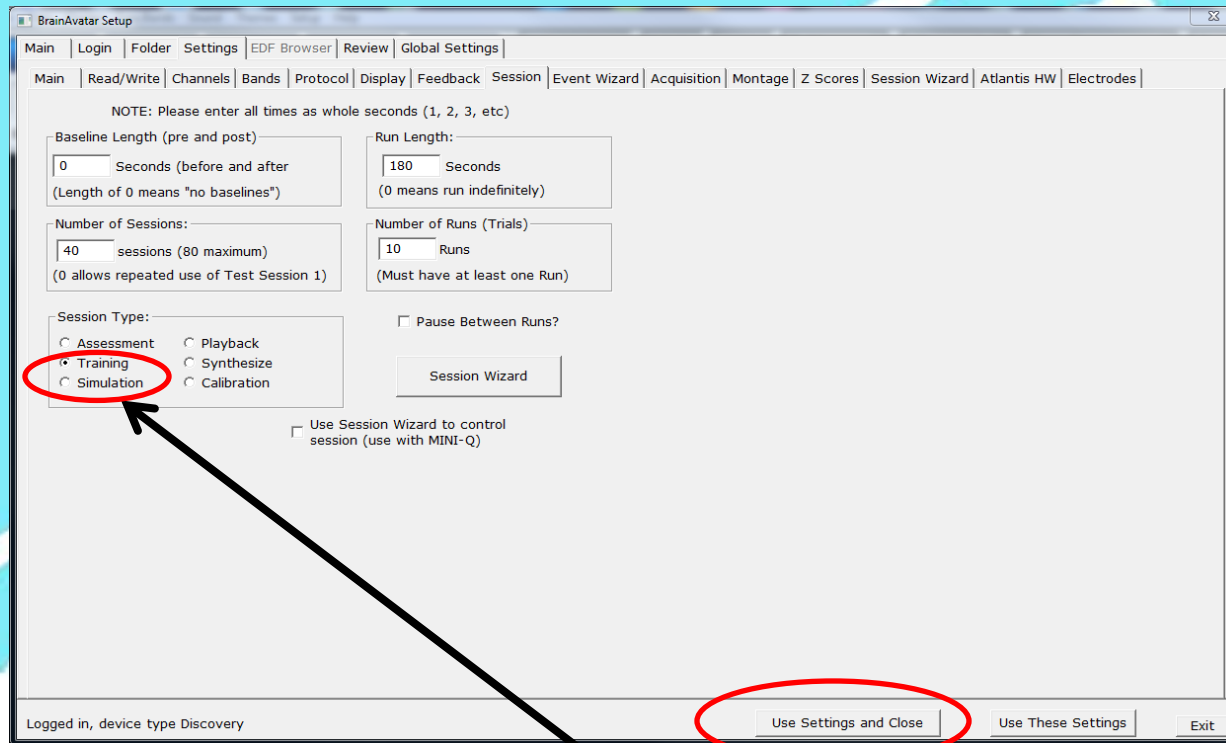 BrainAvatar Setup
Main Login Folder Settings EDF Browser Review Global Settings
Main Read/Write Channels Bands Protocol Display Feedback Session Event Wizard Acquisition Montage Z Scores Session Wizard Atlantis HW Electrodes
NOTE: Please enter all times as whole seconds (1, 2, 3, etc)
Baseline Length (pre and post)
0 Seconds (before and after
(Length of 0 means "no baselines")
Run Length:
180 Seconds
(0 means run indefinitely)
Number of Sessions:
40 sessions (80 maximum)
(0 allows repeated use of Test Session 1)
Number of Runs (Trials)
10 Runs
(Must have at least one Run)
Session Type:
Assessment Playback
Training Synthesize
Simulation Calibration
Pause Between Runs?
Session Wizard
Use Session Wizard to control
session (use with MINI-Q)
Logged in, device type Discovery
Use Settings and Close
Use These Settings
Exit